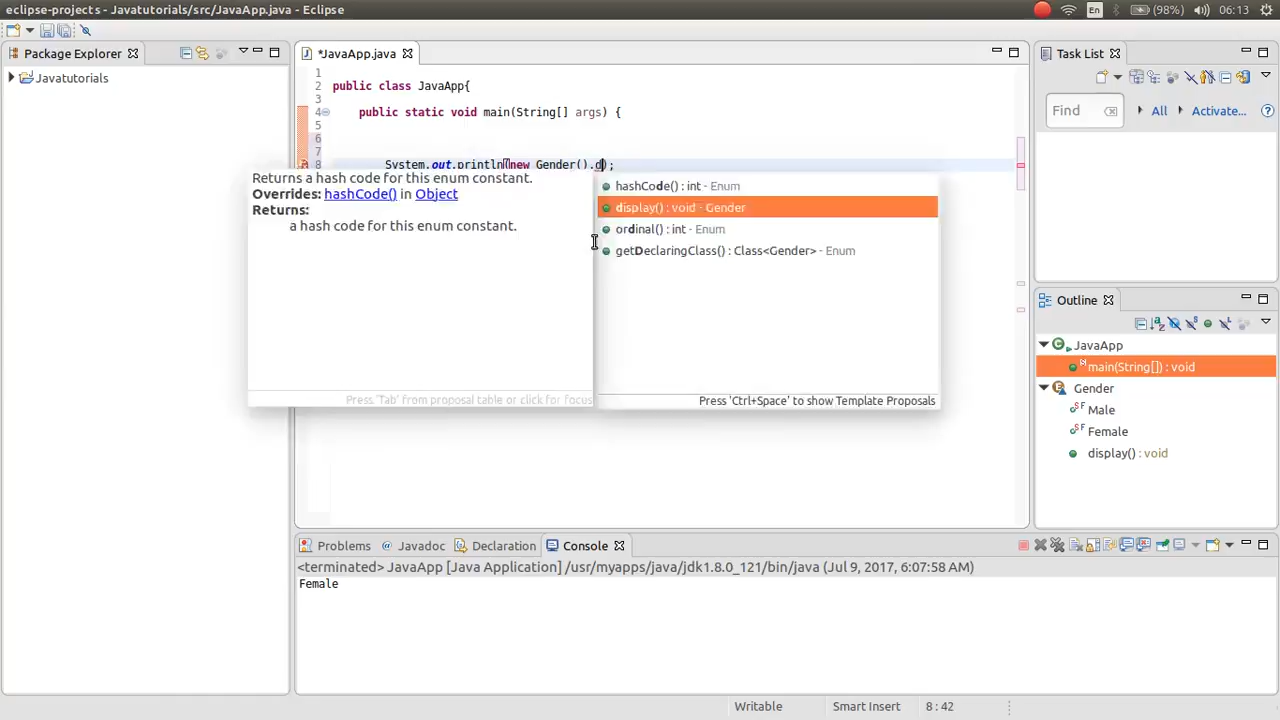 eclipse-projects - Javatutorials/src/JavaApp.java - Eclipse
En
(98%)
06:13
Package Explorer
Javatutorials
*JavaApp.java
1
2 public class JavaApp{
3
4 public static void main(String[] args) {
5
6
7
8 System.out.println(new Gender().d);
Returns a hash code for this enum constant.
Overrides: hashCode() in Object
Returns:
a hash code for this enum constant.
Press 'Tab' from proposal table or click for focus
hashCode() : int - Enum
display() : void - Gender
ordinal() : int - Enum
getDeclaringClass() : Class<Gender> - Enum
Press 'Ctrl+Space' to show Template Proposals
Task List
Find
All
Activate...
Outline
JavaApp
main(String[]) : void
Gender
Male
Female
display() : void
Problems
@ Javadoc
Declaration
Console
<terminated> JavaApp [Java Application] /usr/myapps/java/jdk1.8.0_121/bin/java (Jul 9, 2017, 6:07:58 AM)
Female
Writable
Smart Insert
8 : 42